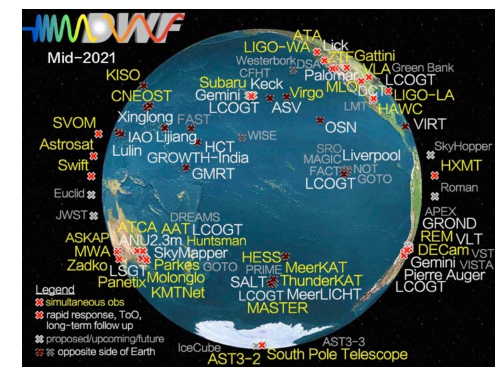 DWF
Mid-2021
ATA
LIGO-WA Lick
Westerbork DSA ZTF Gattini
CFHT Palomar VLA Green Bank
KISO
Subaru Keck
MLO DCT LCOGT
CNEOST
Gemini Virgo
LIGO-LA
LCOGT ASV
LMT HAWC
Xinglong FAST
SVOM
OSN VIRT
IAO Lijiang
WISE
Lulin HCT
Astrosat
GROWTH-India
SRO
MAGIC Liverpool
SkyHopper
Swift
GMRT
FACT NOT
HXMT
LCOGT GOTO
Euclid
Roman
JWST
DREAMS
APEX
ATCA AAT LCOGT
GROND
ASKAP
ANU2.3m Huntsman
REM VLT
MWA
SkyMapper
HESS
DECam VST
Zadko
Parkes GOTO
PRIME MeerKAT
Gemini VISTA
LSGT
Molonglo
SALT ThunderKAT
Pierre Auger
Panetix
KMTNet
LCOGT MeerLICHT
LCOGT
MASTER
Legend
simultaneous obs
rapid response, ToO,
long-term follow up
proposed/upcoming/future
opposite side of Earth
IceCube
AST3-3
AST3-2 South Pole Telescope